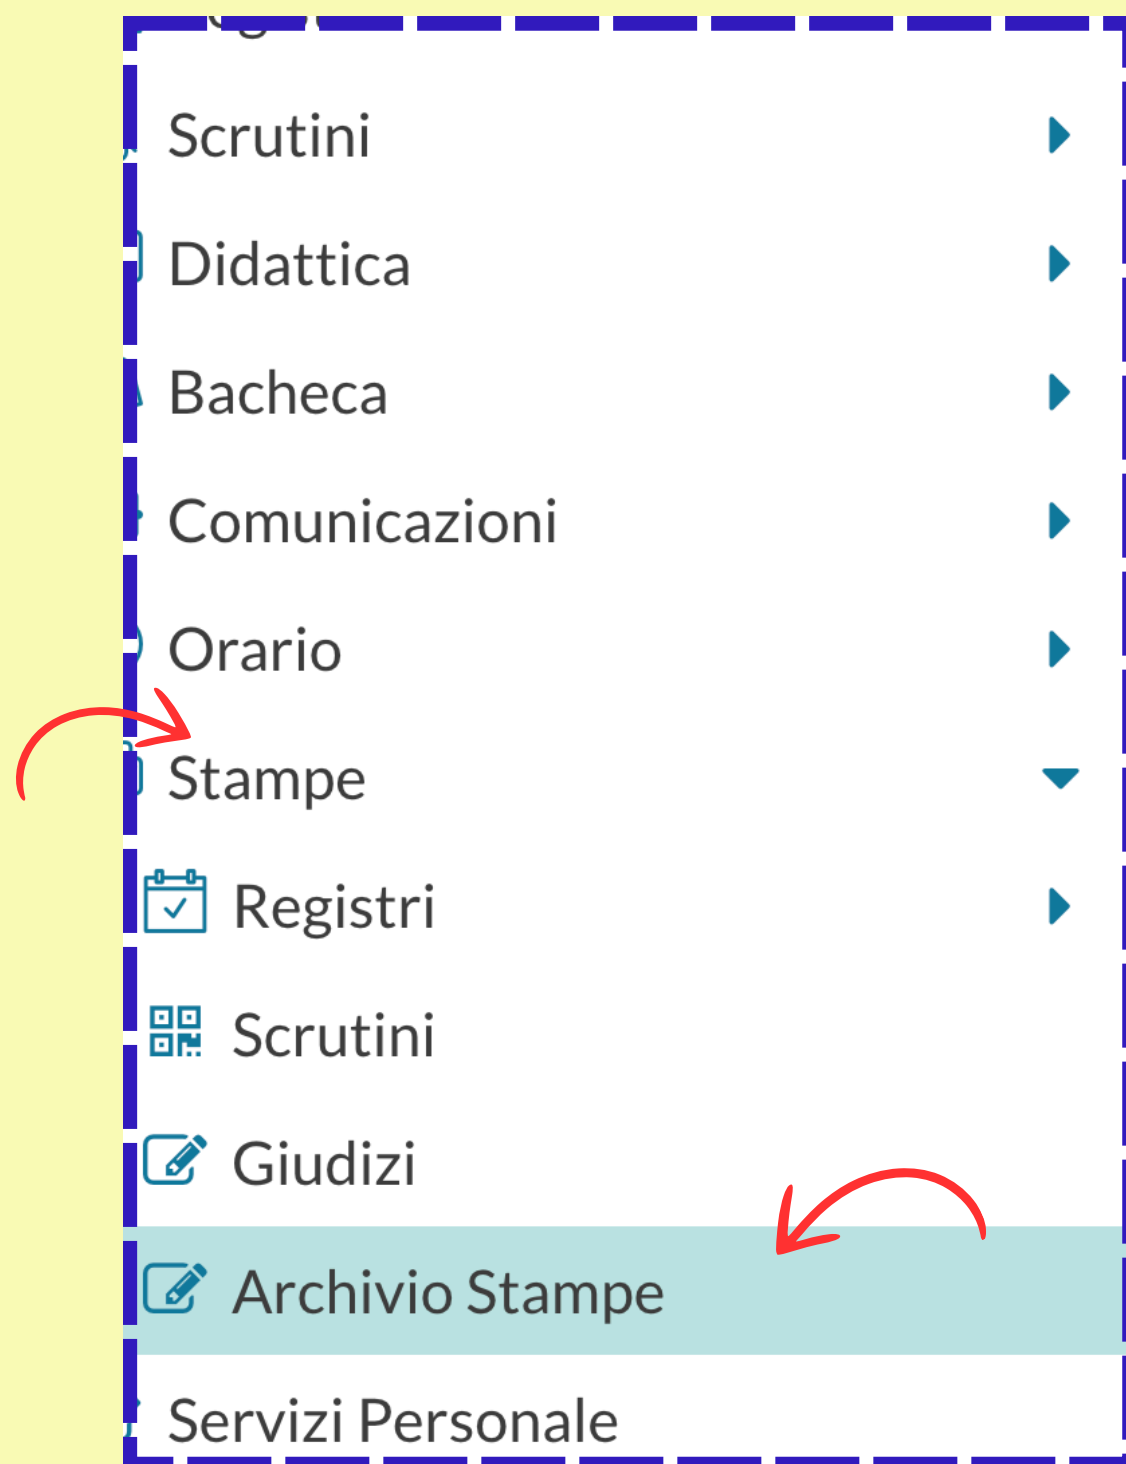 Scrutini
Didattica
Bacheca
Comunicazioni
Orario
Stampe
Registri
Scrutini
Giudizi
Archivio Stampe
Servizi Personale